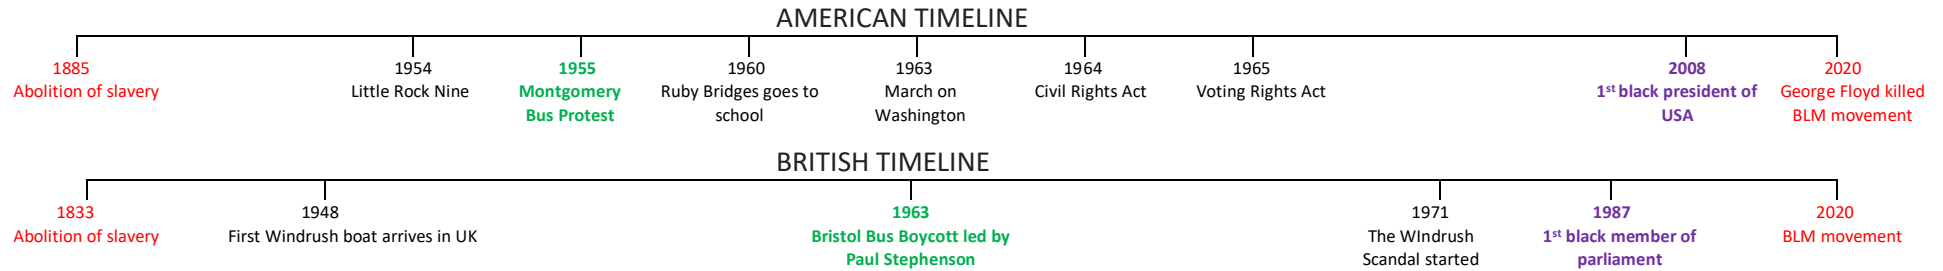 AMERICAN TIMELINE
1885
Abolition of slavery
1954
Little Rock Nine
1955
Montgomery
Bus Protest
1960
Ruby Bridges goes to
school
1963
March on
Washington
1964
Civil Rights Act
1965
Voting Rights Act
2008
1st black president of
USA
2020
George Floyd killed
BLM movement
BRITISH TIMELINE
1833
Abolition of slavery
1948
First Windrush boat arrives in UK
1963
Bristol Bus Boycott led by
Paul Stephenson
1971
The WIndrush
Scandal started
1987
1st black member of
parliament
2020
BLM movement